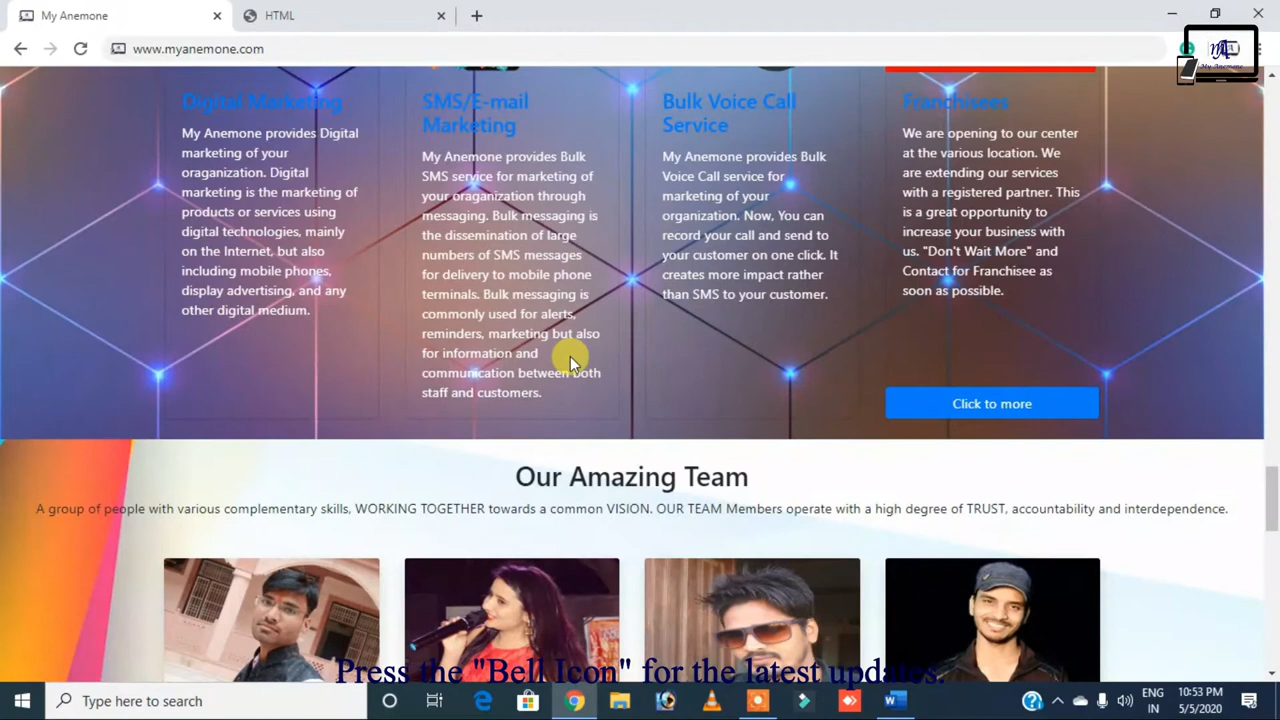 My Anemone
HTML
www.myanemone.com
My Anemone
Digital Marketing
My Anemone provides Digital
marketing of your
oraganization. Digital
marketing is the marketing of
products or services using
digital technologies, mainly
on the Internet, but also
including mobile phones,
display advertising, and any
other digital medium.
SMS/E-mail
Marketing
My Anemone provides Bulk
SMS service for marketing of
your oraganization through
messaging. Bulk messaging is
the dissemination of large
numbers of SMS messages
for delivery to mobile phone
terminals. Bulk messaging is
commonly used for alerts,
reminders, marketing but also
for information and
communication between both
staff and customers.
Bulk Voice Call
Service
My Anemone provides Bulk
Voice Call service for
marketing of your
organization. Now, You can
record your call and send to
your customer on one click. It
creates more impact rather
than SMS to your customer.
Franchisees
We are opening to our center
at the various location. We
are extending our services
with a registered partner. This
is a great opportunity to
increase your business with
us. "Don't Wait More" and
Contact for Franchisee as
soon as possible.
Click to more
Our Amazing Team
A group of people with various complementary skills, WORKING TOGETHER towards a common VISION. OUR TEAM Members operate with a high degree of TRUST, accountability and interdependence.
Press the "Bell Icon" for the latest updates.
Type here to search
ENG
IN
10:53 PM
5/5/2020